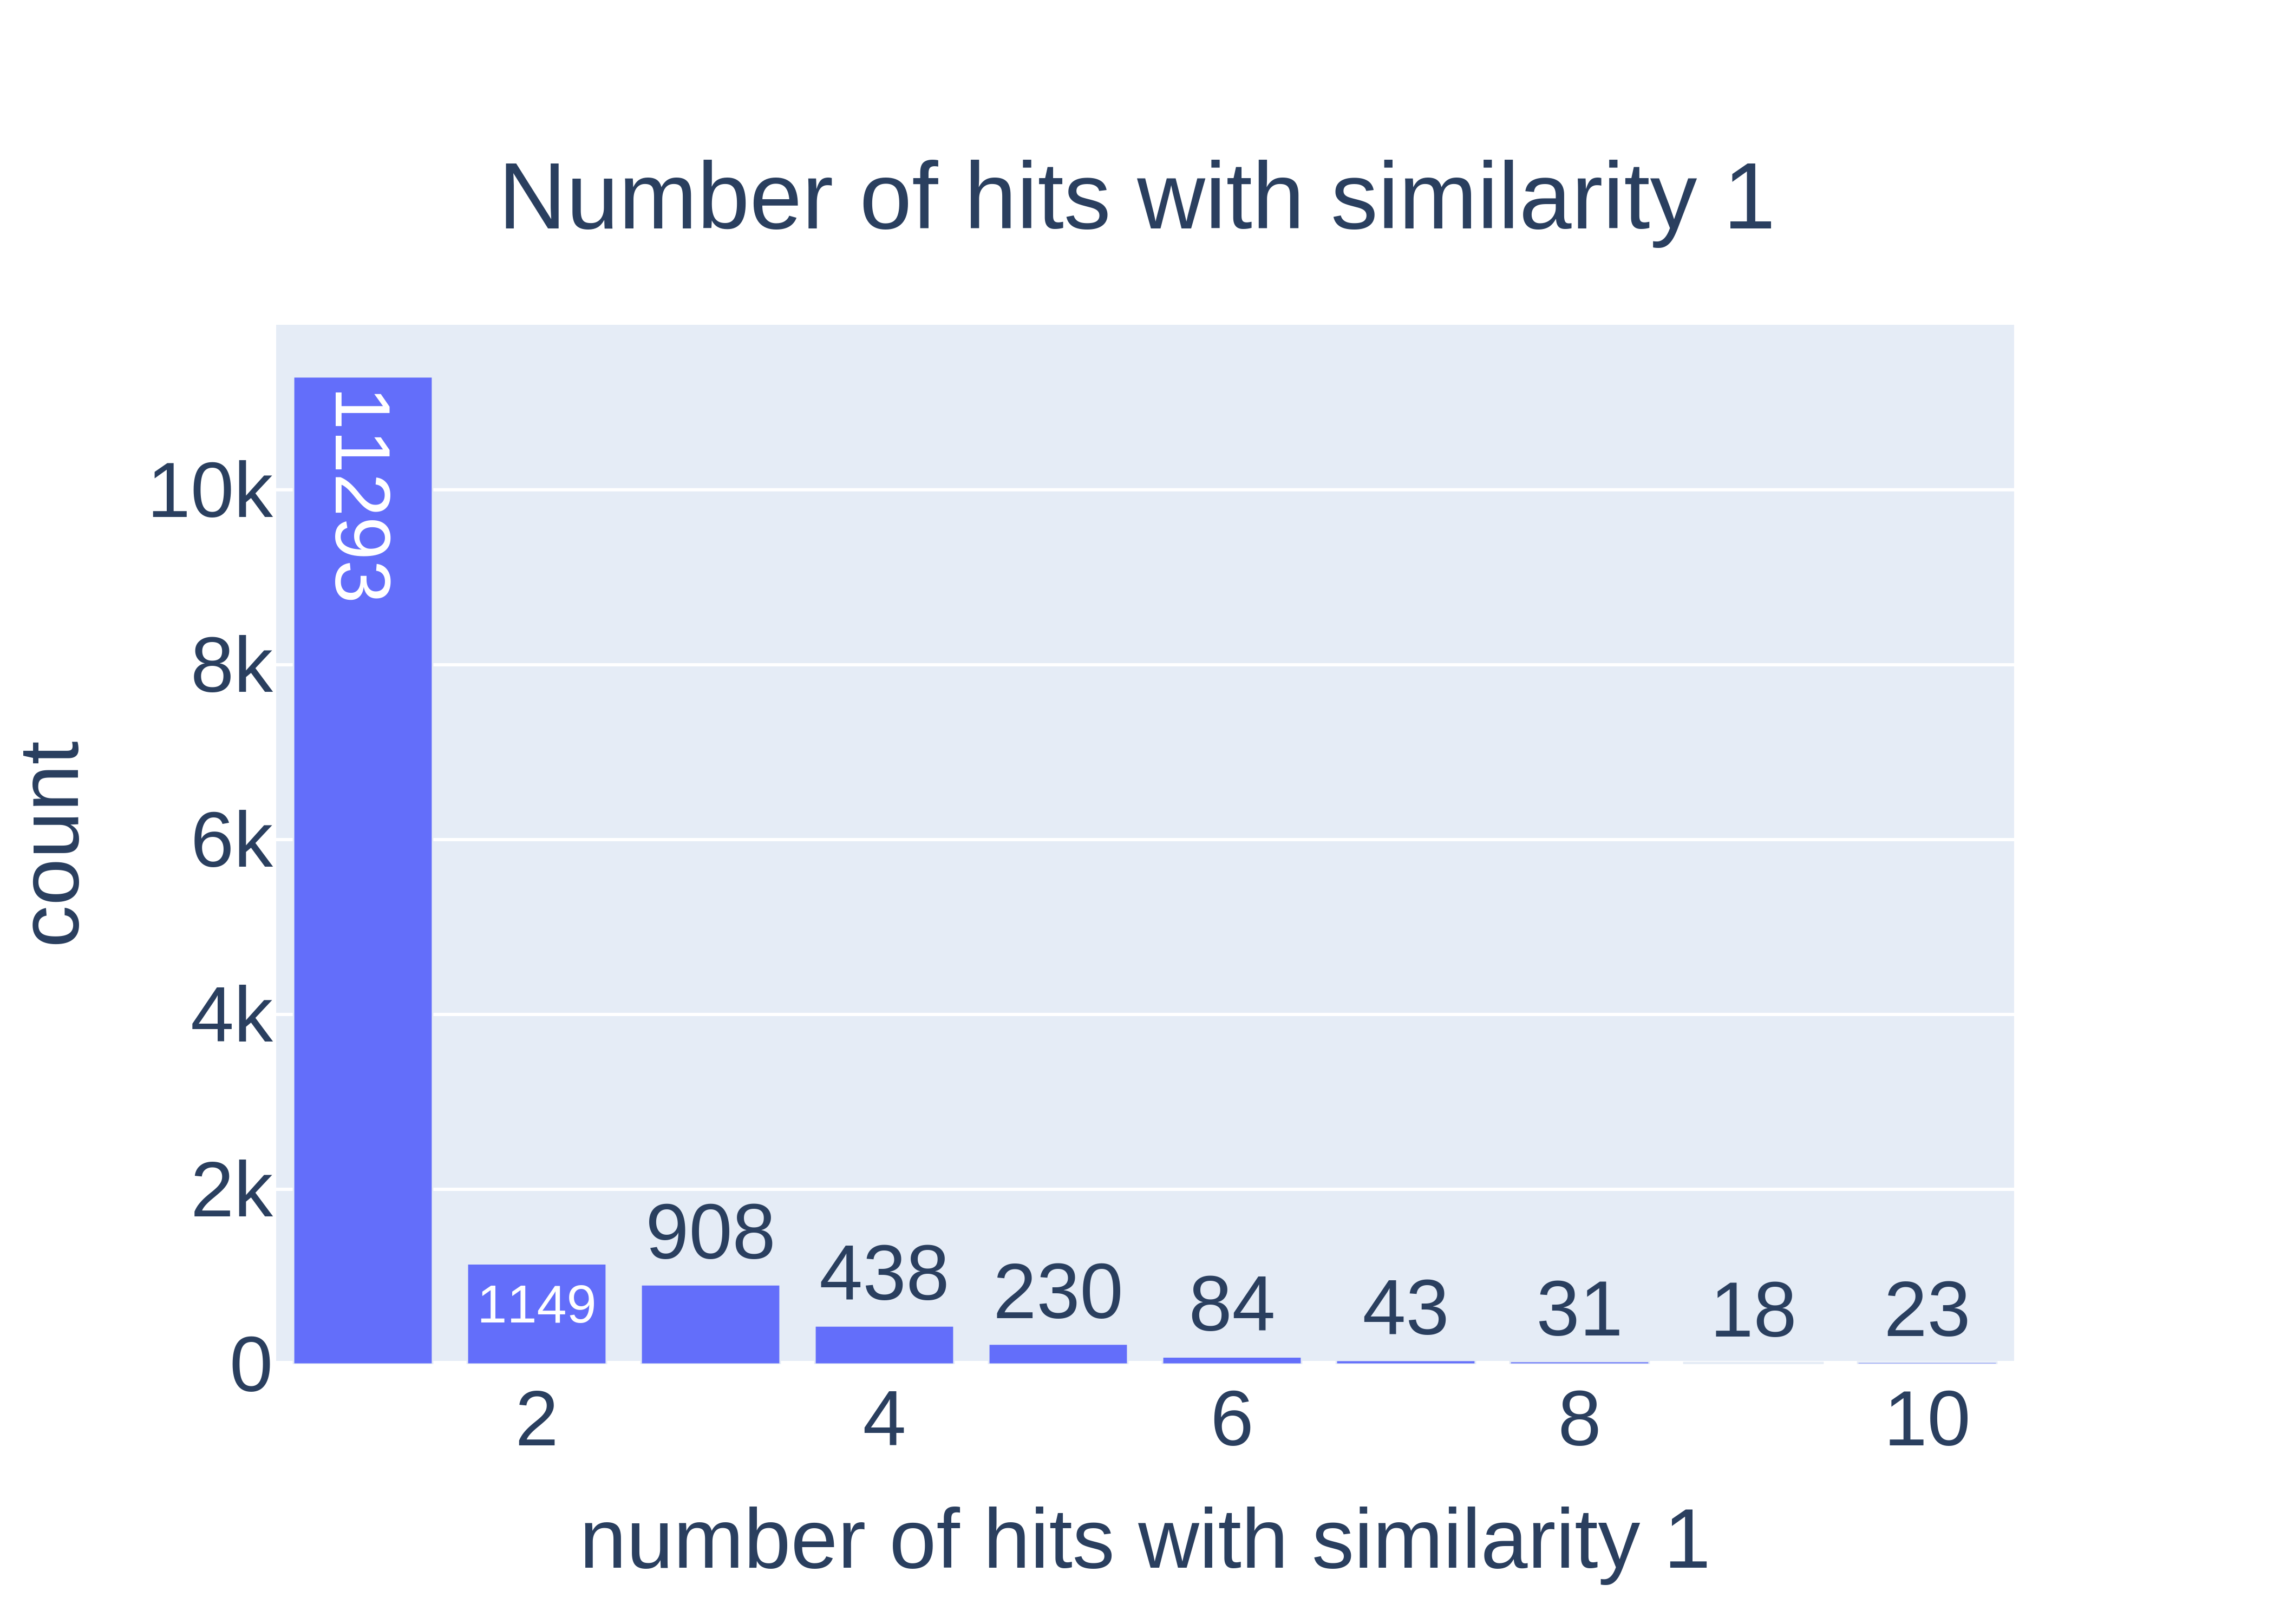 Number of hits with similarity 1
count
10k
8k
6k
4k
2k
0
11293
1149
908
438
230
84
43
31
18
23
2
4
6
8
10
number of hits with similarity 1